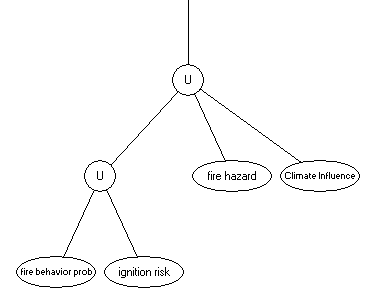 U
fire hazard
Climate Influence
U
fire behavior prob
ignition risk